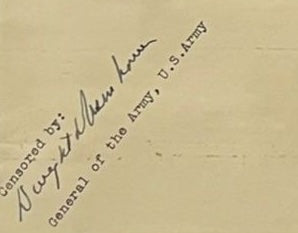 Censored by:
Dwight D Eisenhower
General of the Army, U.S.Army